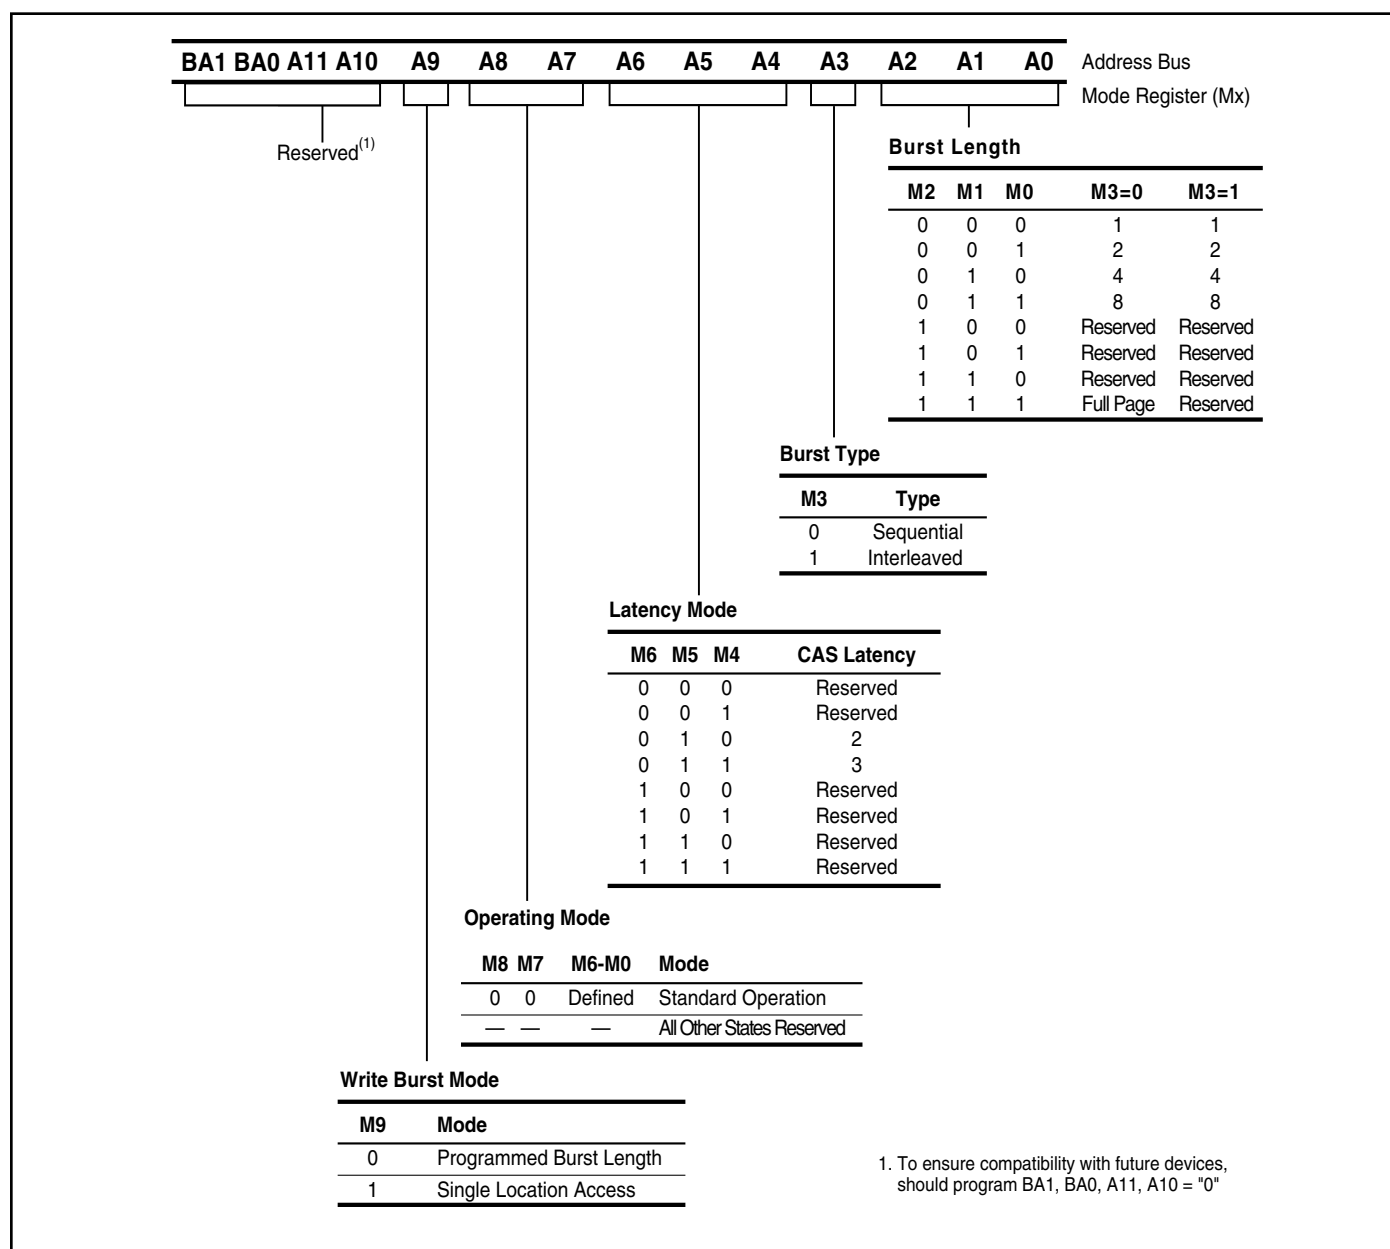 BA1 BA0 A11 A10 A9 A8 A7 A6 A5 A4 A3 A2 A1 A0 Address Bus
Mode Register (Mx)
Reserved(1)
Burst Length
M2 M1 M0 M3=0 M3=1
0 0 0 1 1
0 0 1 2 2
0 1 0 4 4
0 1 1 8 8
1 0 0 Reserved Reserved
1 0 1 Reserved Reserved
1 1 0 Reserved Reserved
1 1 1 Full Page Reserved
Burst Type
M3 Type
0 Sequential
1 Interleaved
Latency Mode
M6 M5 M4 CAS Latency
0 0 0 Reserved
0 0 1 Reserved
0 1 0 2
0 1 1 3
1 0 0 Reserved
1 0 1 Reserved
1 1 0 Reserved
1 1 1 Reserved
Operating Mode
M8 M7 M6-M0 Mode
0 0 Defined Standard Operation
— — — All Other States Reserved
Write Burst Mode
M9 Mode
0 Programmed Burst Length
1 Single Location Access
1. To ensure compatibility with future devices,
should program BA1, BA0, A11, A10 = "0"